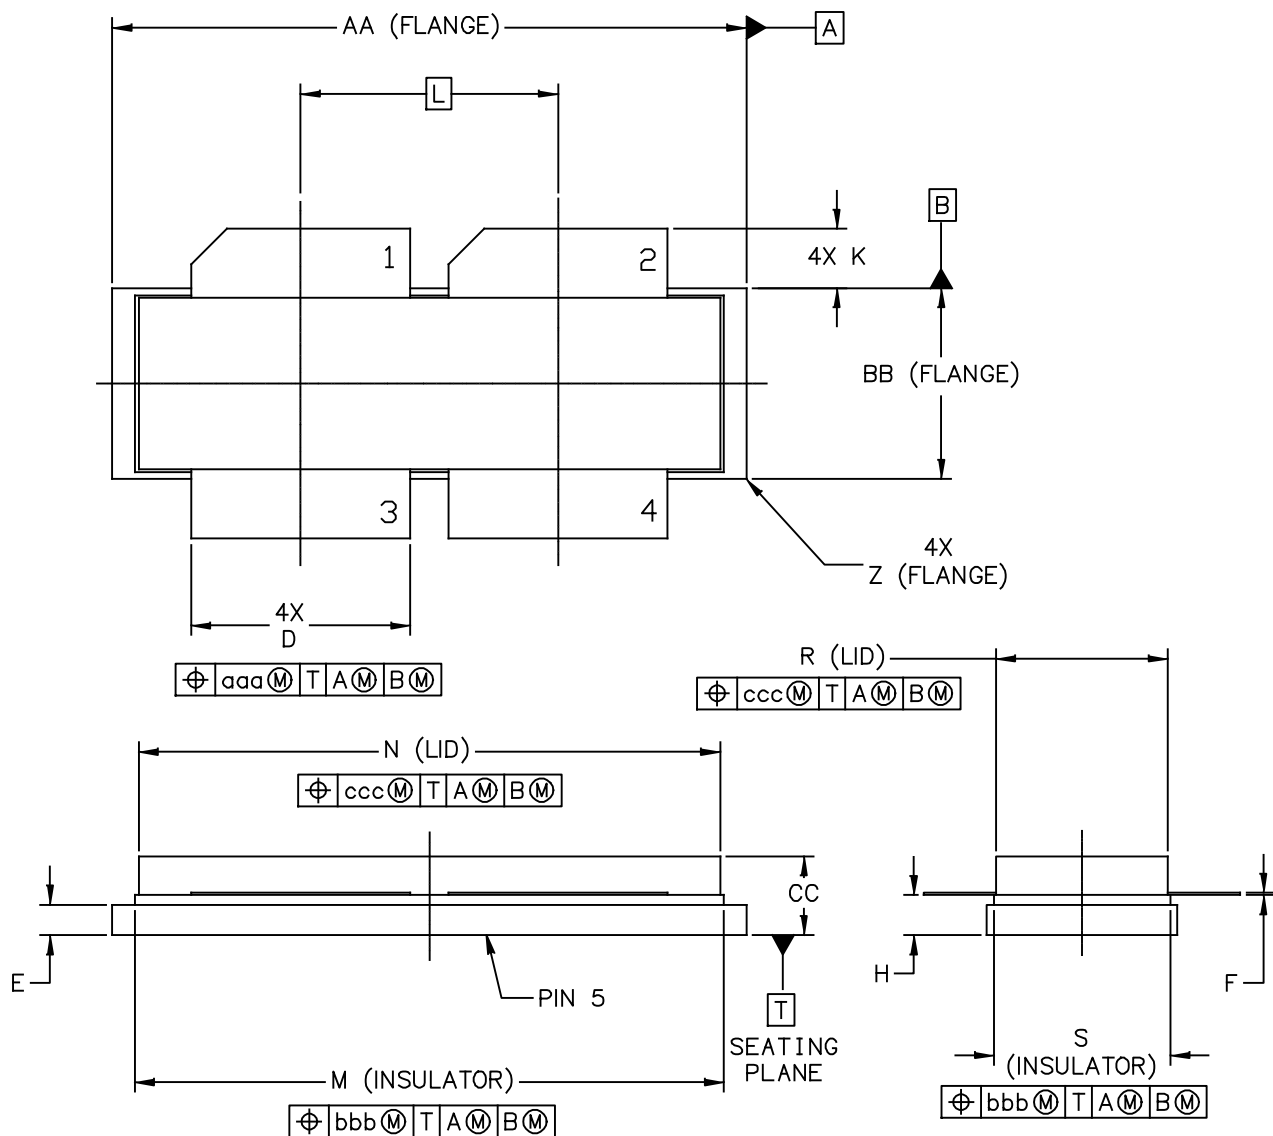 AA (FLANGE)
A
L
B
1
2
4X K
BB (FLANGE)
3
4
4X
Z (FLANGE)
4X
D
⌖ aaa Ⓜ T A Ⓜ B Ⓜ
R (LID)
⌖ ccc Ⓜ T A Ⓜ B Ⓜ
N (LID)
⌖ ccc Ⓜ T A Ⓜ B Ⓜ
CC
E
H
F
PIN 5
T
SEATING
PLANE
S
(INSULATOR)
M (INSULATOR)
⌖ bbb Ⓜ T A Ⓜ B Ⓜ
⌖ bbb Ⓜ T A Ⓜ B Ⓜ